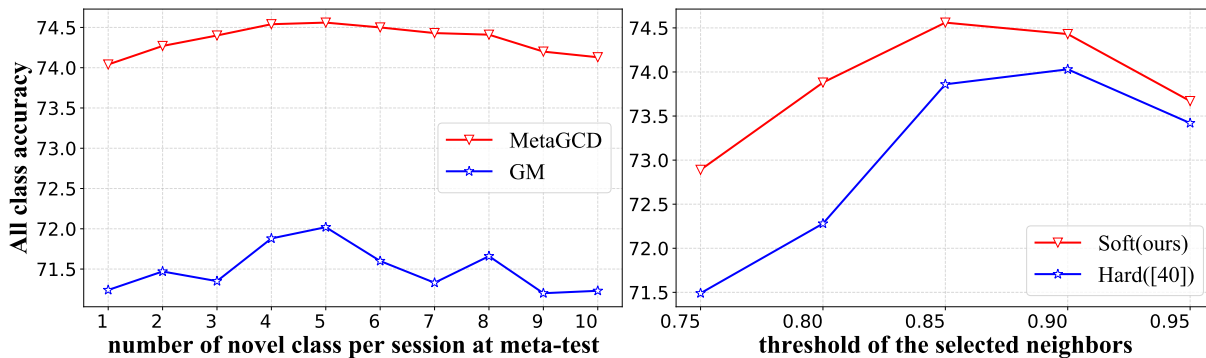 All class accuracy
74.5
74.0
73.5
73.0
72.5
72.0
71.5
1 2 3 4 5 6 7 8 9 10
number of novel class per session at meta-test
MetaGCD
GM
74.5
74.0
73.5
73.0
72.5
72.0
71.5
0.75 0.80 0.85 0.90 0.95
threshold of the selected neighbors
Soft(ours)
Hard([40])